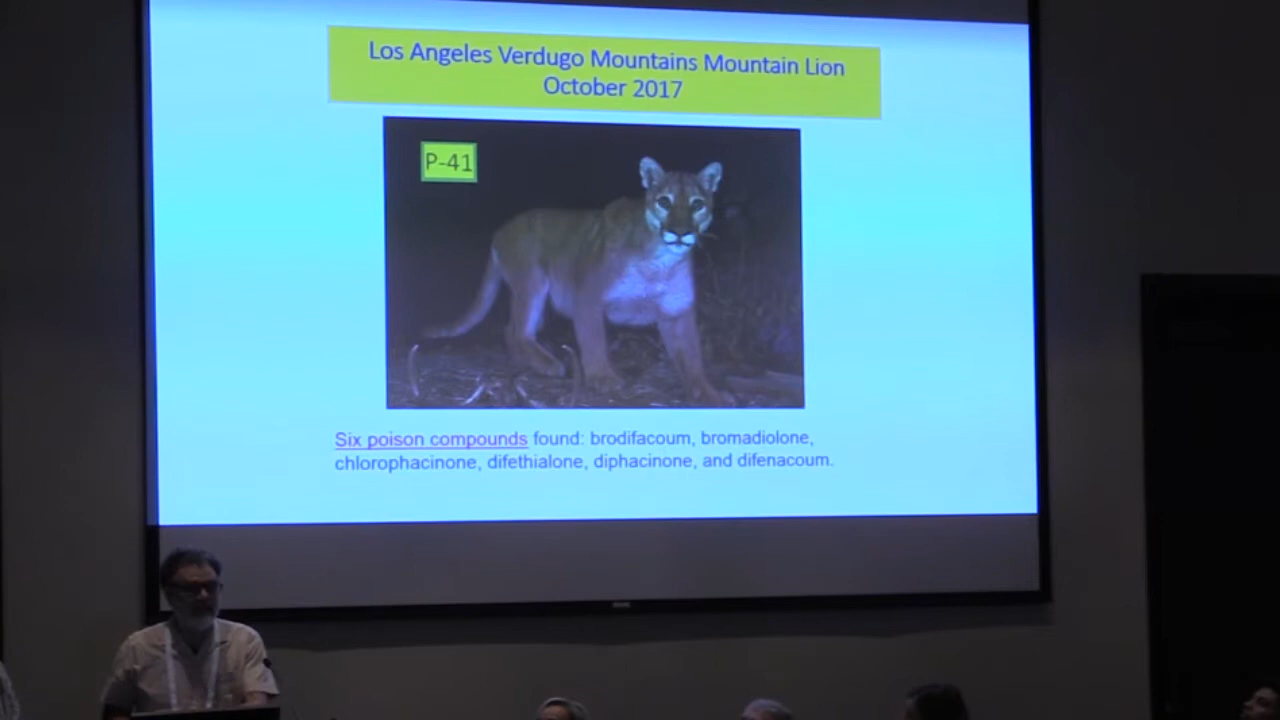 Los Angeles Verdugo Mountains Mountain Lion
October 2017
P-41
Six poison compounds found: brodifacoum, bromadiolone,
chlorophacinone, difethialone, diphacinone, and difenacoum.